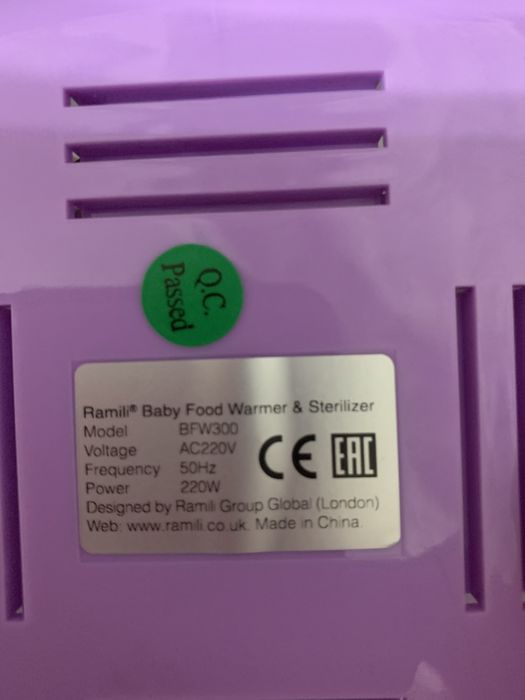 Q.C.
Passed
Ramili® Baby Food Warmer & Sterilizer
Model BFW300
Voltage AC220V
Frequency 50Hz
Power 220W
CE EAC
Designed by Ramili Group Global (London)
Web: www.ramili.co.uk. Made in China.